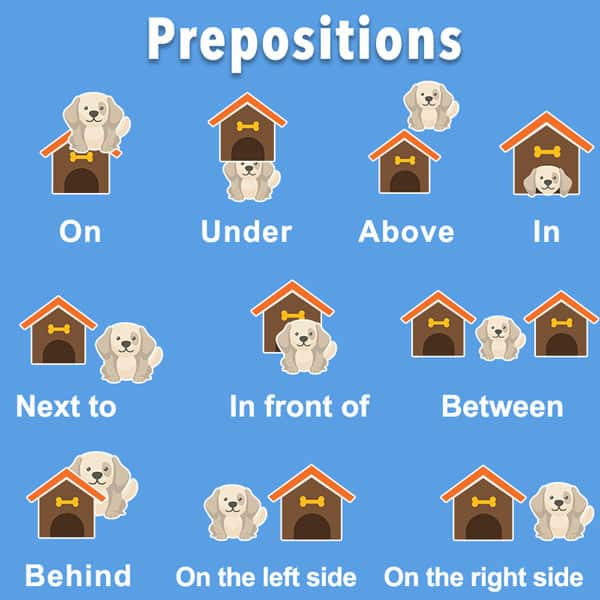 Prepositions
On
Under
Above
In
Next to
In front of
Between
Behind
On the left side
On the right side